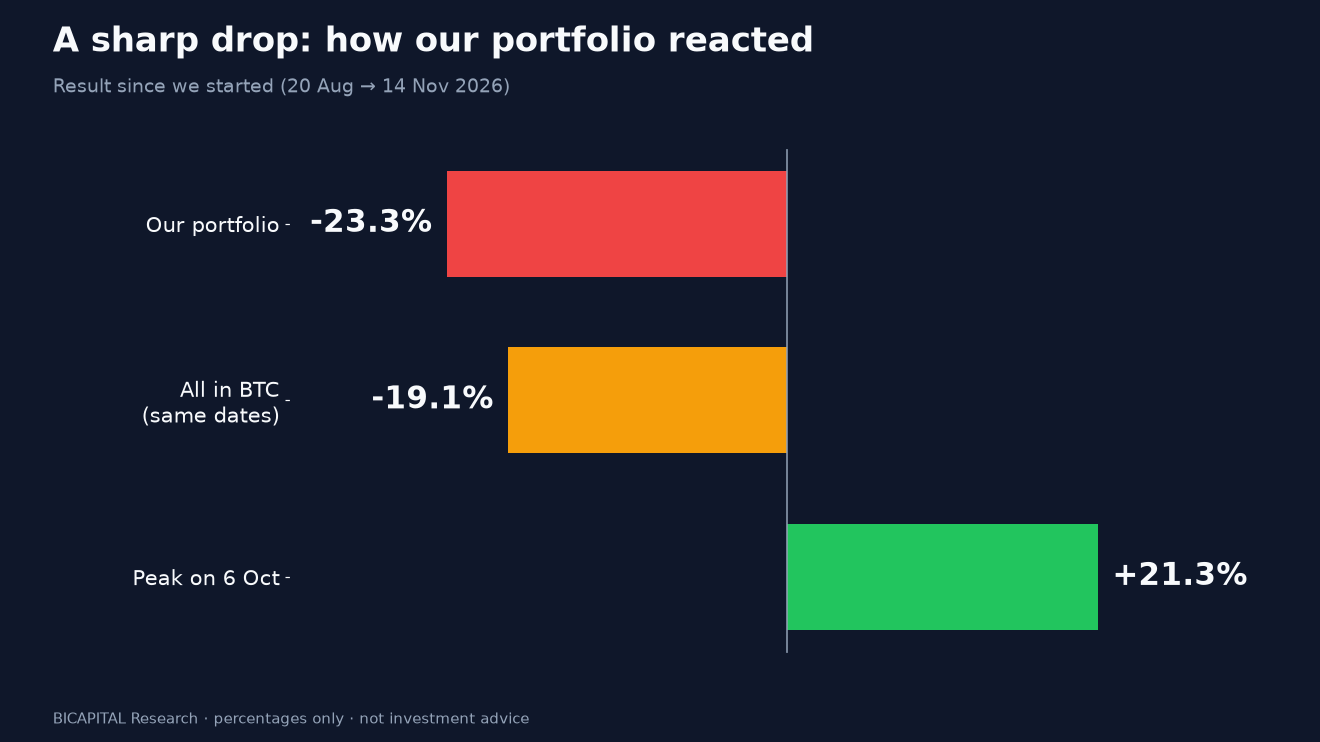 A sharp drop: how our portfolio reacted
Result since we started (20 Aug → 14 Nov 2026)
Our portfolio
-23.3%
All in BTC
(same dates)
-19.1%
Peak on 6 Oct
+21.3%
BICAPITAL Research · percentages only · not investment advice